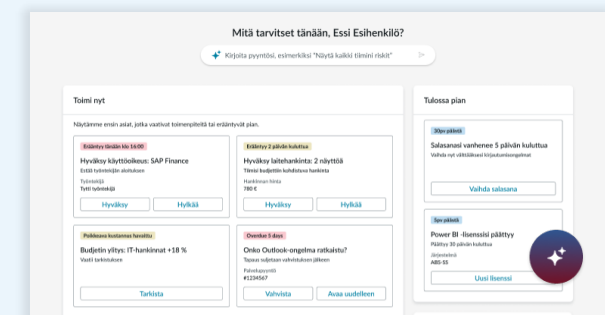 Mitä tarvitset tänään, Essi Esihenkilö?
Kirjoita pyyntösi, esimerkiksi "Näytä kaikki tiimini riskit"
Toimi nyt
Näytämme ensin asiat, jotka vaativat toimenpiteitä tai erääntyvät pian.
Erääntyy tänään klo 16:00
Hyväksy käyttöoikeus: SAP Finance
Estää työntekijän aloituksen
Työntekijä
Tytti työntekijä
Hyväksy
Hylkää
Erääntyy 2 päivän kuluttua
Hyväksy laitehankinta: 2 näyttöä
Tiimisi budjettiin kohdistuva hankinta
Hankinnan hinta
780 €
Hyväksy
Hylkää
Poikkeava kustannus havaittu
Budjetin ylitys: IT-hankinnat +18 %
Vaatii tarkistuksen
Tarkista
Overdue 5 days
Onko Outlook-ongelma ratkaistu?
Tapaus suljetaan vahvistuksen jälkeen
Palvelupyyntö
#1234567
Vahvista
Avaa uudelleen
Tulossa pian
30pv päästä
Salasanasi vanhenee 5 päivän kuluttua
Vaihda nyt välttääksesi kirjautumisongelmat
Vaihda salasana
5pv päästä
Power BI -lisenssisi päättyy
Päättyy 30 päivän kuluttua
Järjestelmä
ABS-55
Uusi lisenssi